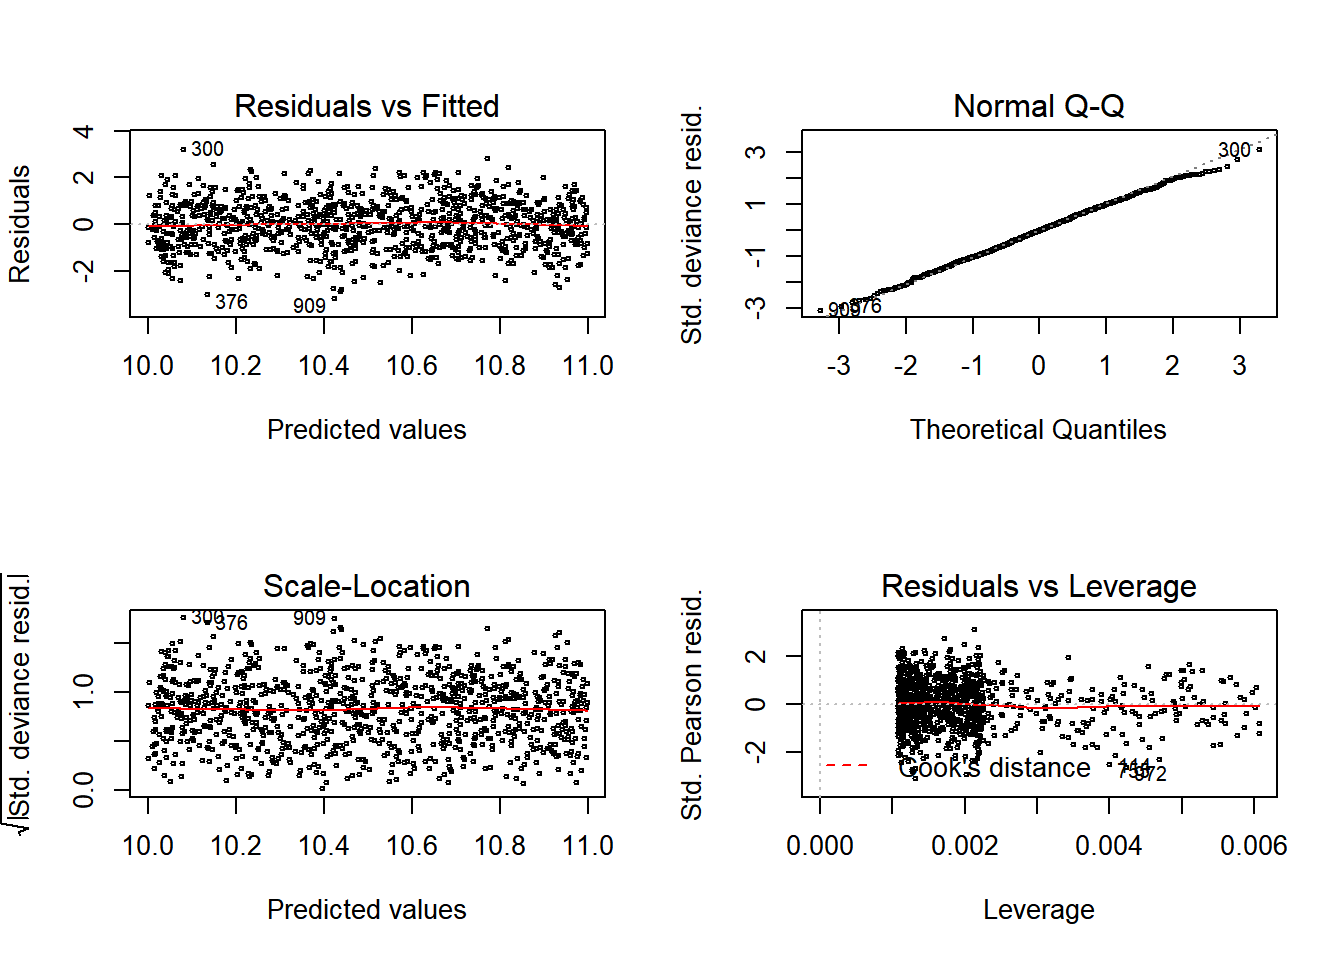 Residuals vs Fitted
Residuals
4
2
0
-2
300
376
909
10.0 10.2 10.4 10.6 10.8 11.0
Predicted values
Normal Q-Q
Std. deviance resid.
3
1
-1
-3
300
909
376
-3 -2 -1 0 1 2 3
Theoretical Quantiles
Scale-Location
√|Std. deviance resid.|
1.0
0.0
300
376
909
10.0 10.2 10.4 10.6 10.8 11.0
Predicted values
Residuals vs Leverage
Std. Pearson resid.
2
0
-2
Cook's distance
972
0.000 0.002 0.004 0.006
Leverage